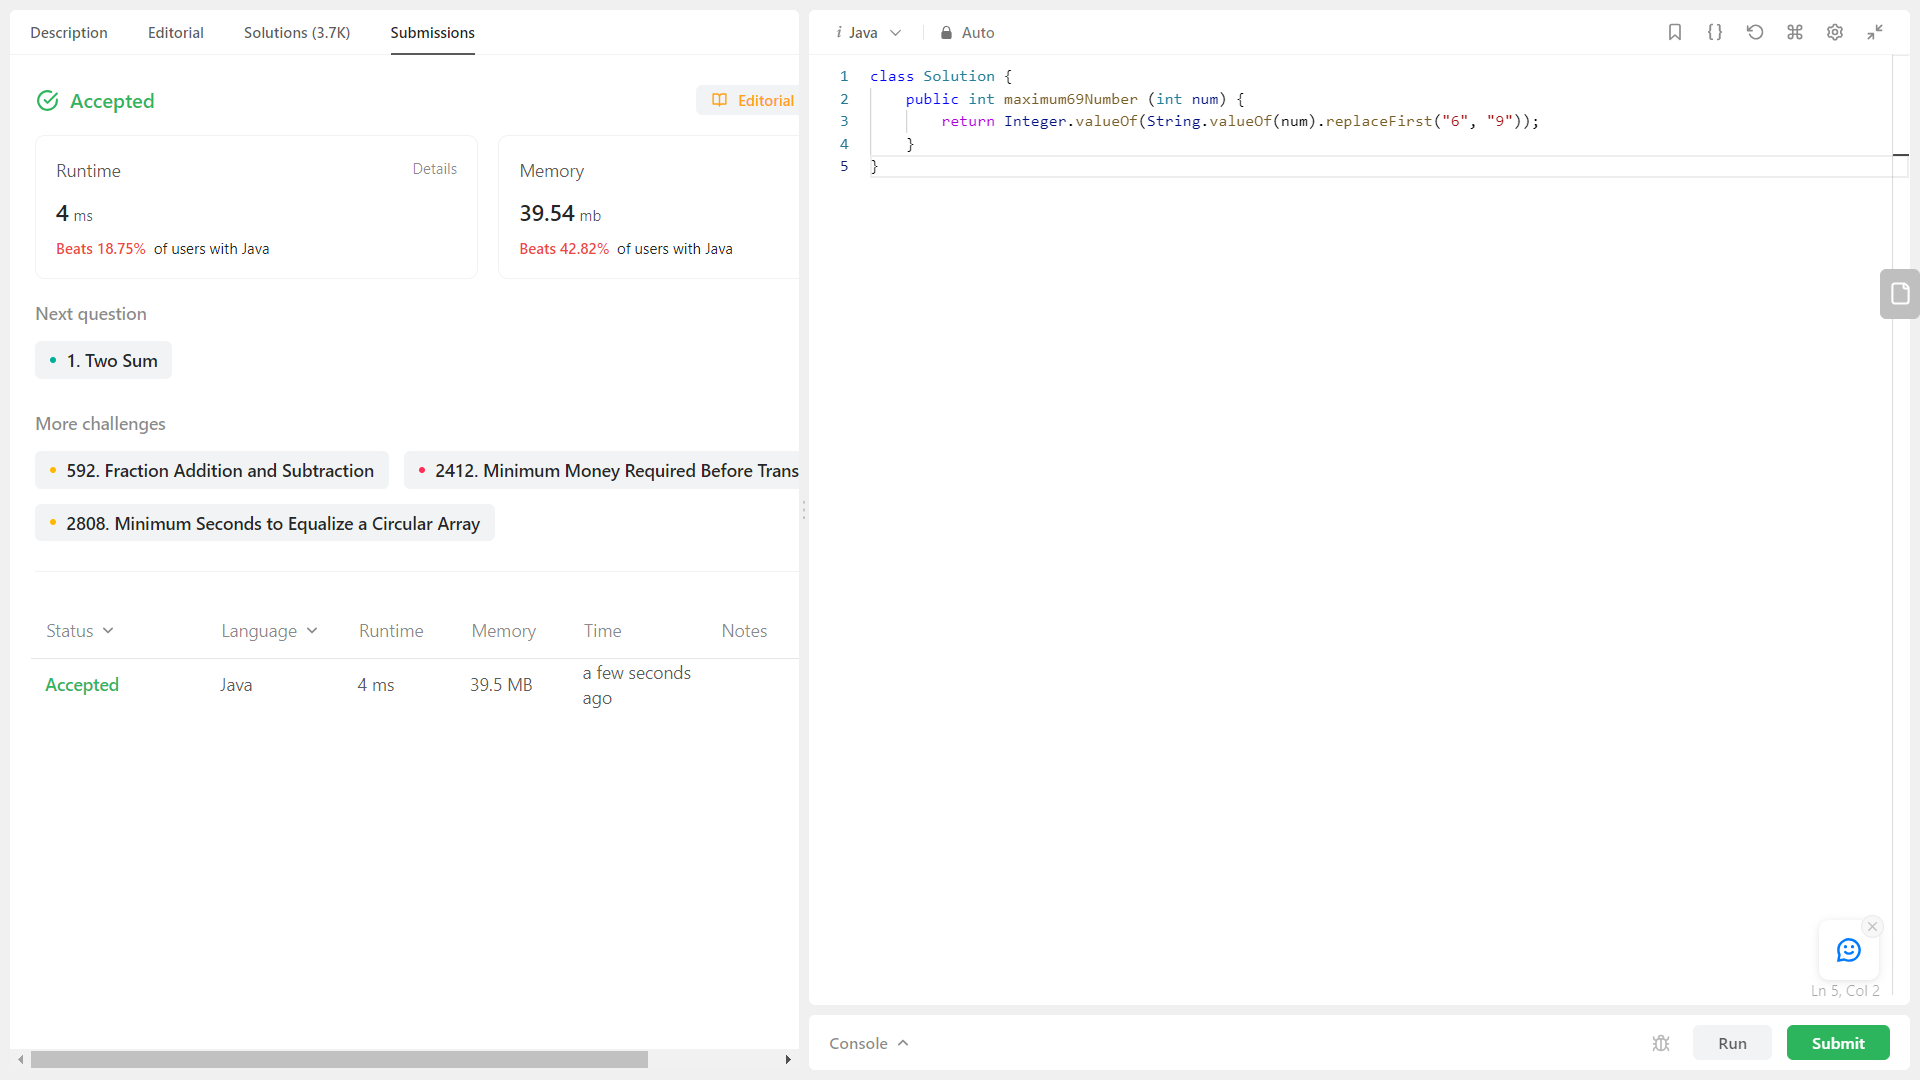 Description Editorial Solutions (3.7K) Submissions
Accepted
Editorial
Runtime Details
4 ms
Beats 18.75% of users with Java
Memory
39.54 mb
Beats 42.82% of users with Java
Next question
1. Two Sum
More challenges
592. Fraction Addition and Subtraction
2412. Minimum Money Required Before Trans
2808. Minimum Seconds to Equalize a Circular Array
Status Language Runtime Memory Time Notes
Accepted Java 4 ms 39.5 MB a few seconds
ago
i Java Auto
1 class Solution {
2 public int maximum69Number (int num) {
3 return Integer.valueOf(String.valueOf(num).replaceFirst("6", "9"));
4 }
5 }
Ln 5, Col 2
Console Run Submit